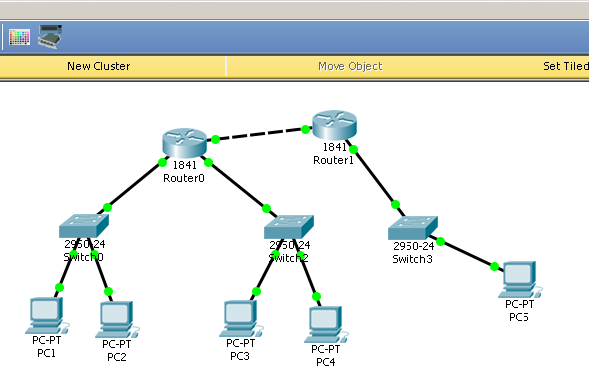 New Cluster
Move Object
Set Tiled
1841
Router0
1841
Router1
2950-24
Switch0
2950-24
Switch2
2950-24
Switch3
PC-PT
PC1
PC-PT
PC2
PC-PT
PC3
PC-PT
PC4
PC-PT
PC5